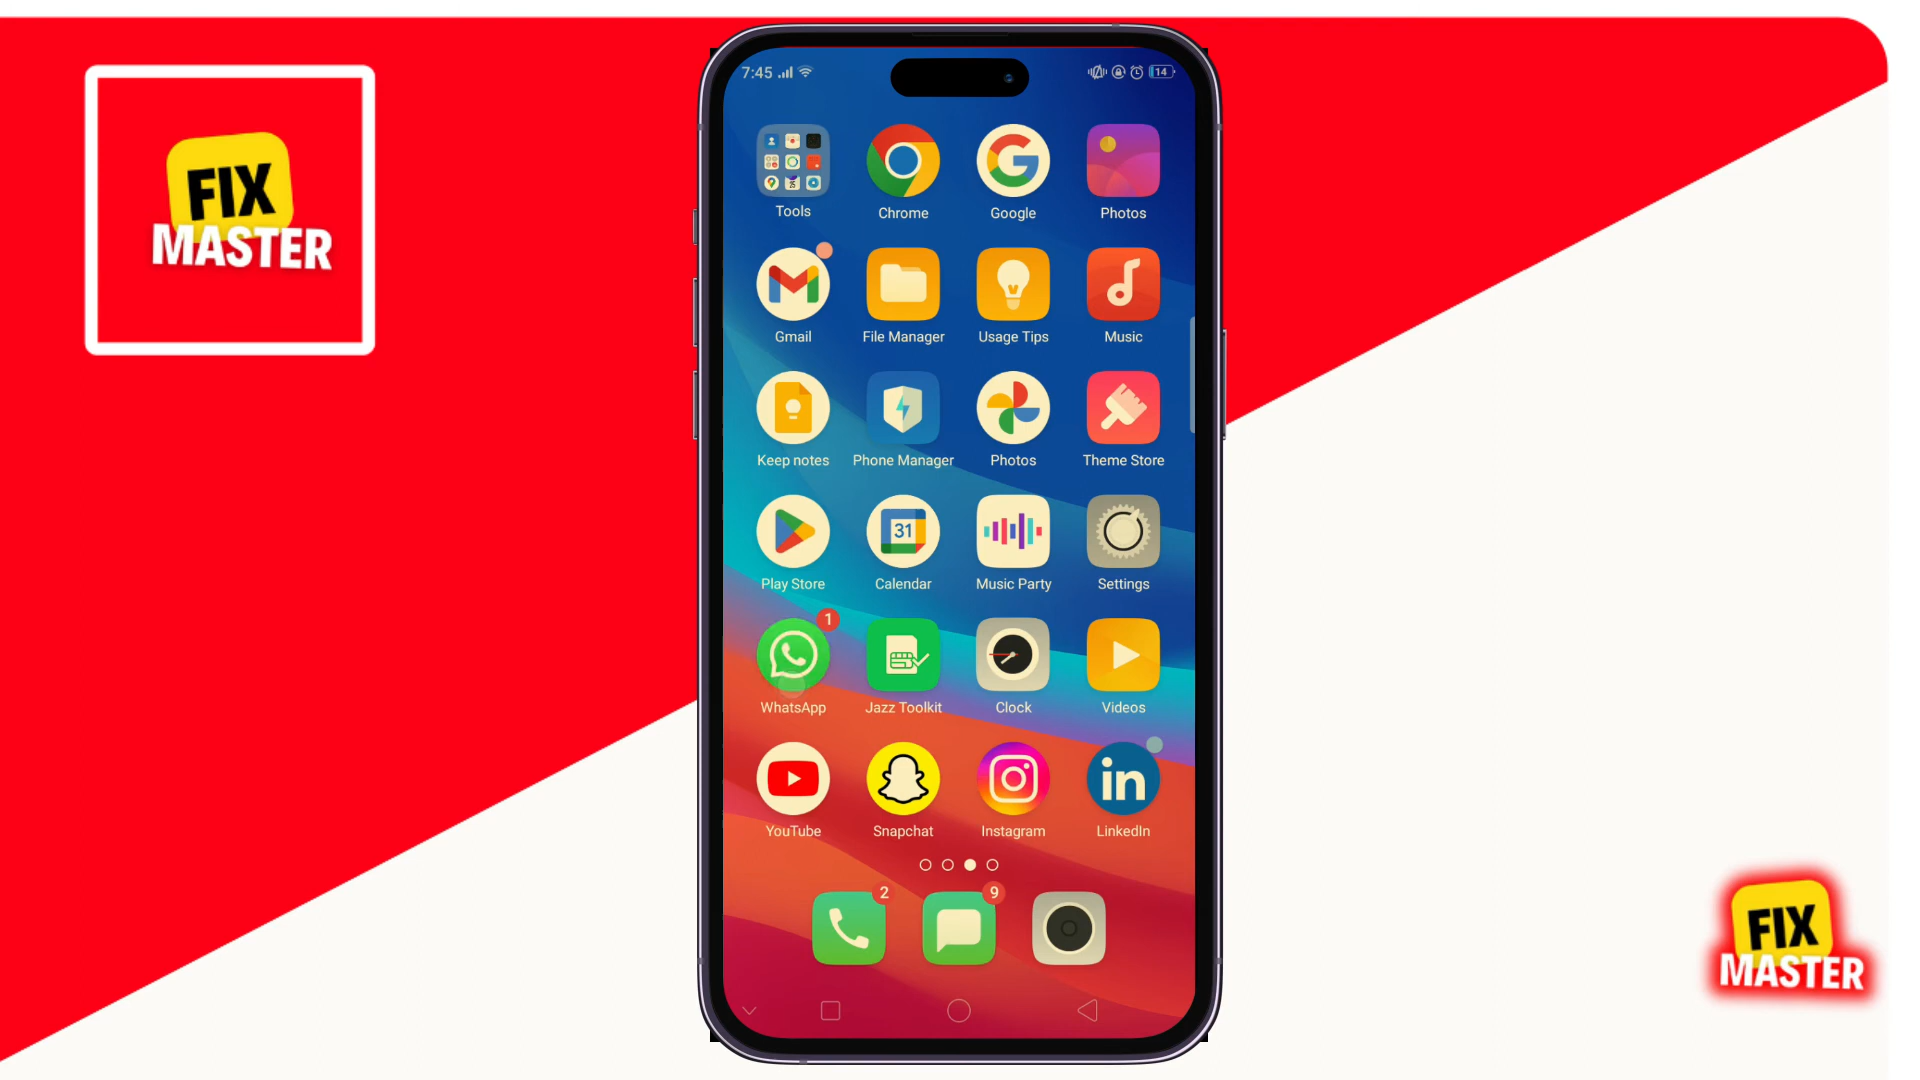 FIX
MASTER
7:45
14
Tools
Chrome
Google
Photos
Gmail
File Manager
Usage Tips
Music
Keep notes
Phone Manager
Photos
Theme Store
31
Play Store
Calendar
Music Party
Settings
1
WhatsApp
Jazz Toolkit
Clock
Videos
in
YouTube
Snapchat
Instagram
LinkedIn
2
9
FIX
MASTER